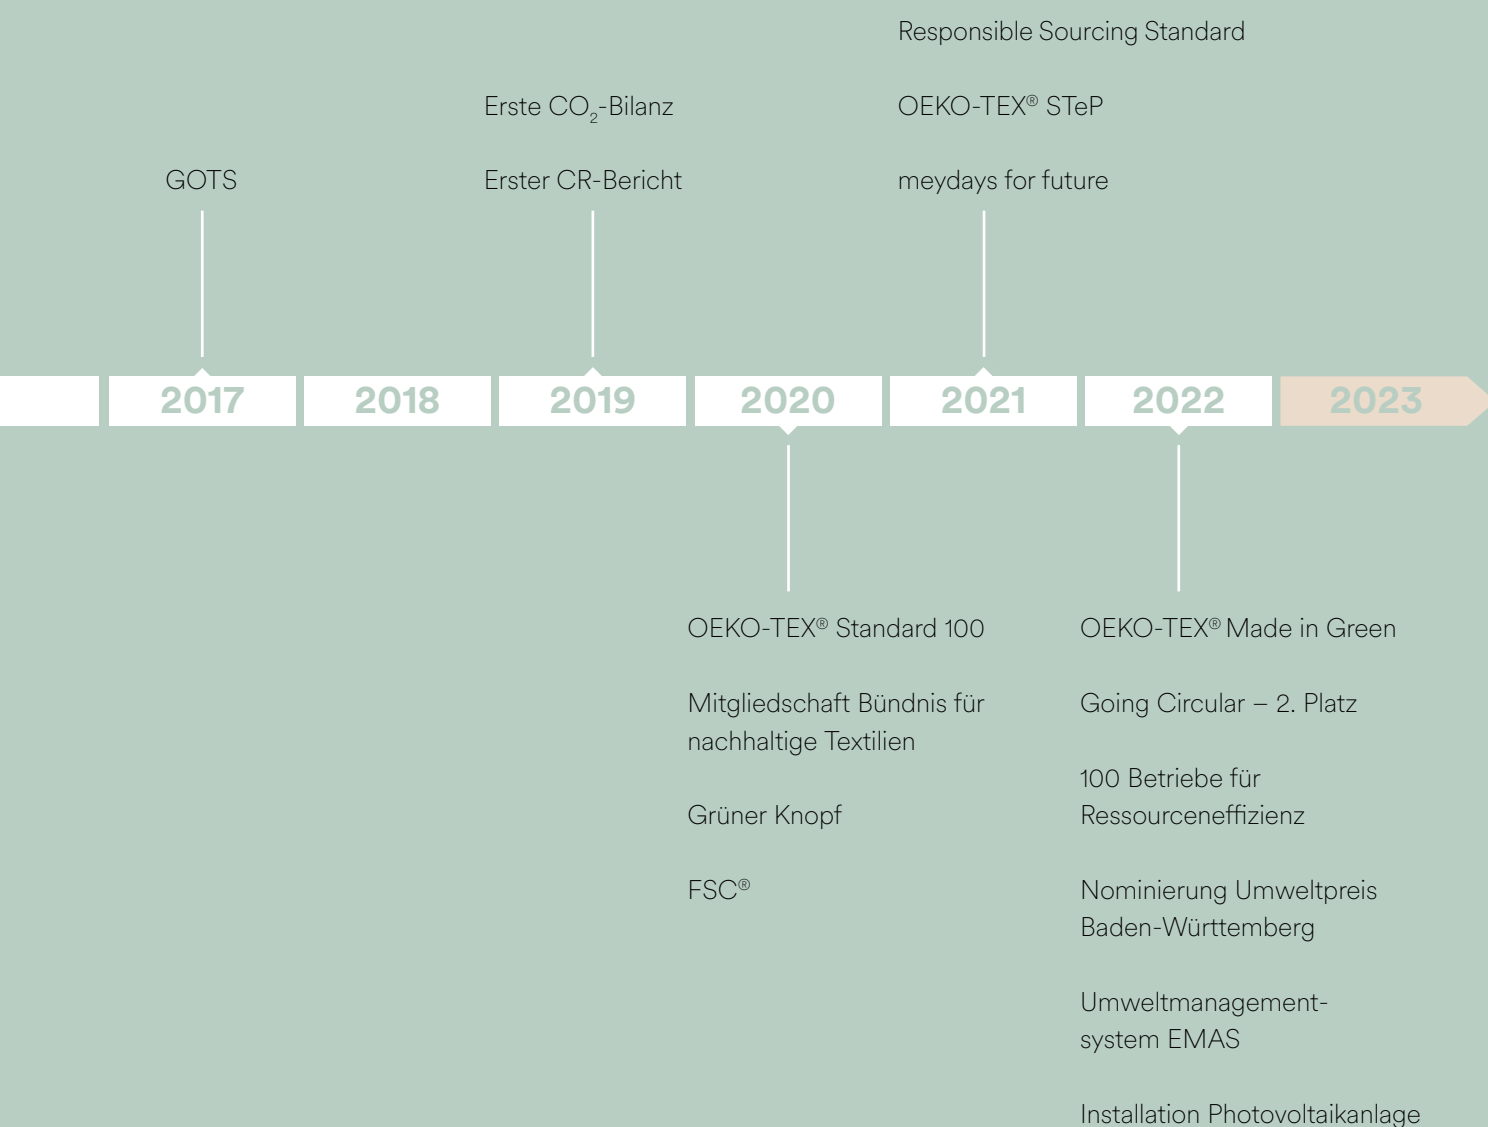 Responsible Sourcing Standard
Erste CO₂-Bilanz
OEKO-TEX® STeP
GOTS
Erster CR-Bericht
meydays for future
2017
2018
2019
2020
2021
2022
2023
OEKO-TEX® Standard 100
Mitgliedschaft Bündnis für
nachhaltige Textilien
Grüner Knopf
FSC®
OEKO-TEX® Made in Green
Going Circular – 2. Platz
100 Betriebe für
Ressourceneffizienz
Nominierung Umweltpreis
Baden-Württemberg
Umweltmanagement-
system EMAS
Installation Photovoltaikanlage